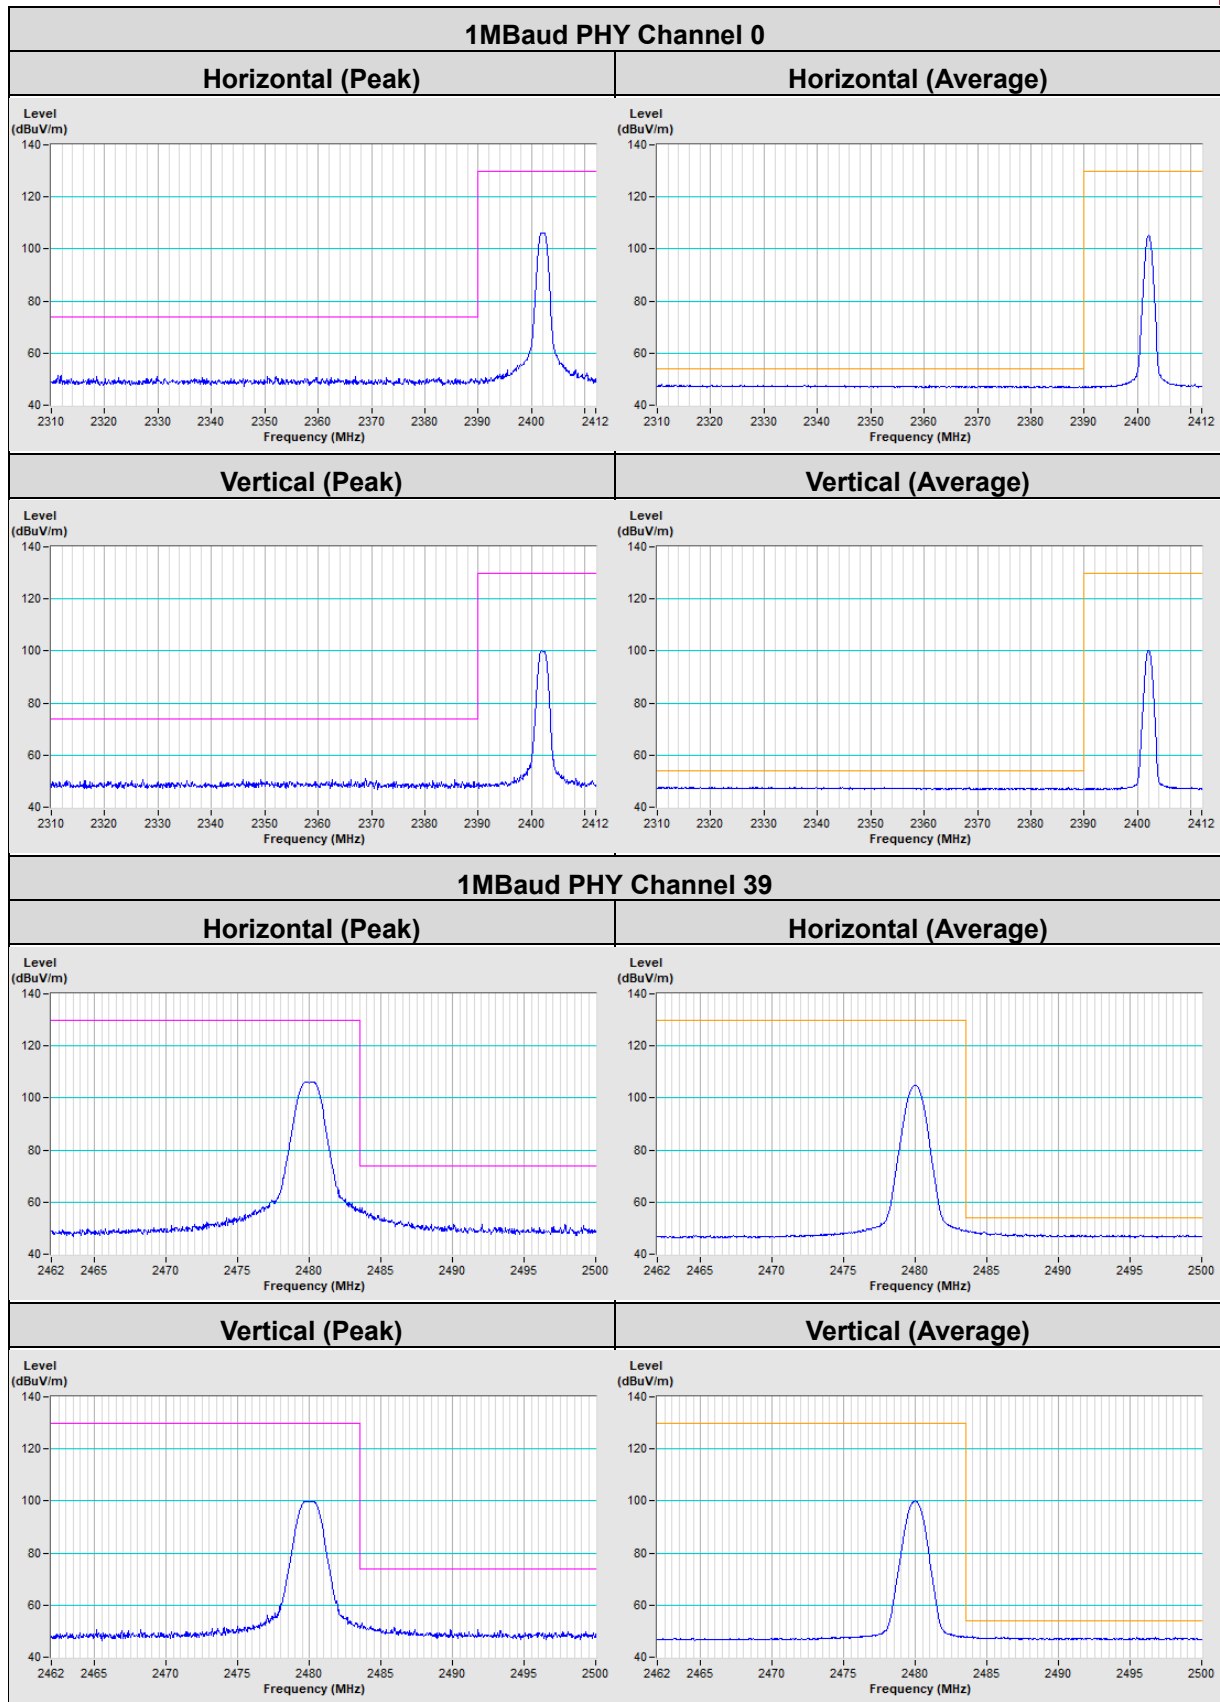 1MBaud PHY Channel 0
Horizontal (Peak)
Horizontal (Average)
Level
(dBuV/m)
140
120
100
80
60
40
2310 2320 2330 2340 2350 2360 2370 2380 2390 2400 2412
Frequency (MHz)
Level
(dBuV/m)
140
120
100
80
60
40
2310 2320 2330 2340 2350 2360 2370 2380 2390 2400 2412
Frequency (MHz)
Vertical (Peak)
Vertical (Average)
Level
(dBuV/m)
140
120
100
80
60
40
2310 2320 2330 2340 2350 2360 2370 2380 2390 2400 2412
Frequency (MHz)
Level
(dBuV/m)
140
120
100
80
60
40
2310 2320 2330 2340 2350 2360 2370 2380 2390 2400 2412
Frequency (MHz)
1MBaud PHY Channel 39
Horizontal (Peak)
Horizontal (Average)
Level
(dBuV/m)
140
120
100
80
60
40
2462 2465 2470 2475 2480 2485 2490 2495 2500
Frequency (MHz)
Level
(dBuV/m)
140
120
100
80
60
40
2462 2465 2470 2475 2480 2485 2490 2495 2500
Frequency (MHz)
Vertical (Peak)
Vertical (Average)
Level
(dBuV/m)
140
120
100
80
60
40
2462 2465 2470 2475 2480 2485 2490 2495 2500
Frequency (MHz)
Level
(dBuV/m)
140
120
100
80
60
40
2462 2465 2470 2475 2480 2485 2490 2495 2500
Frequency (MHz)